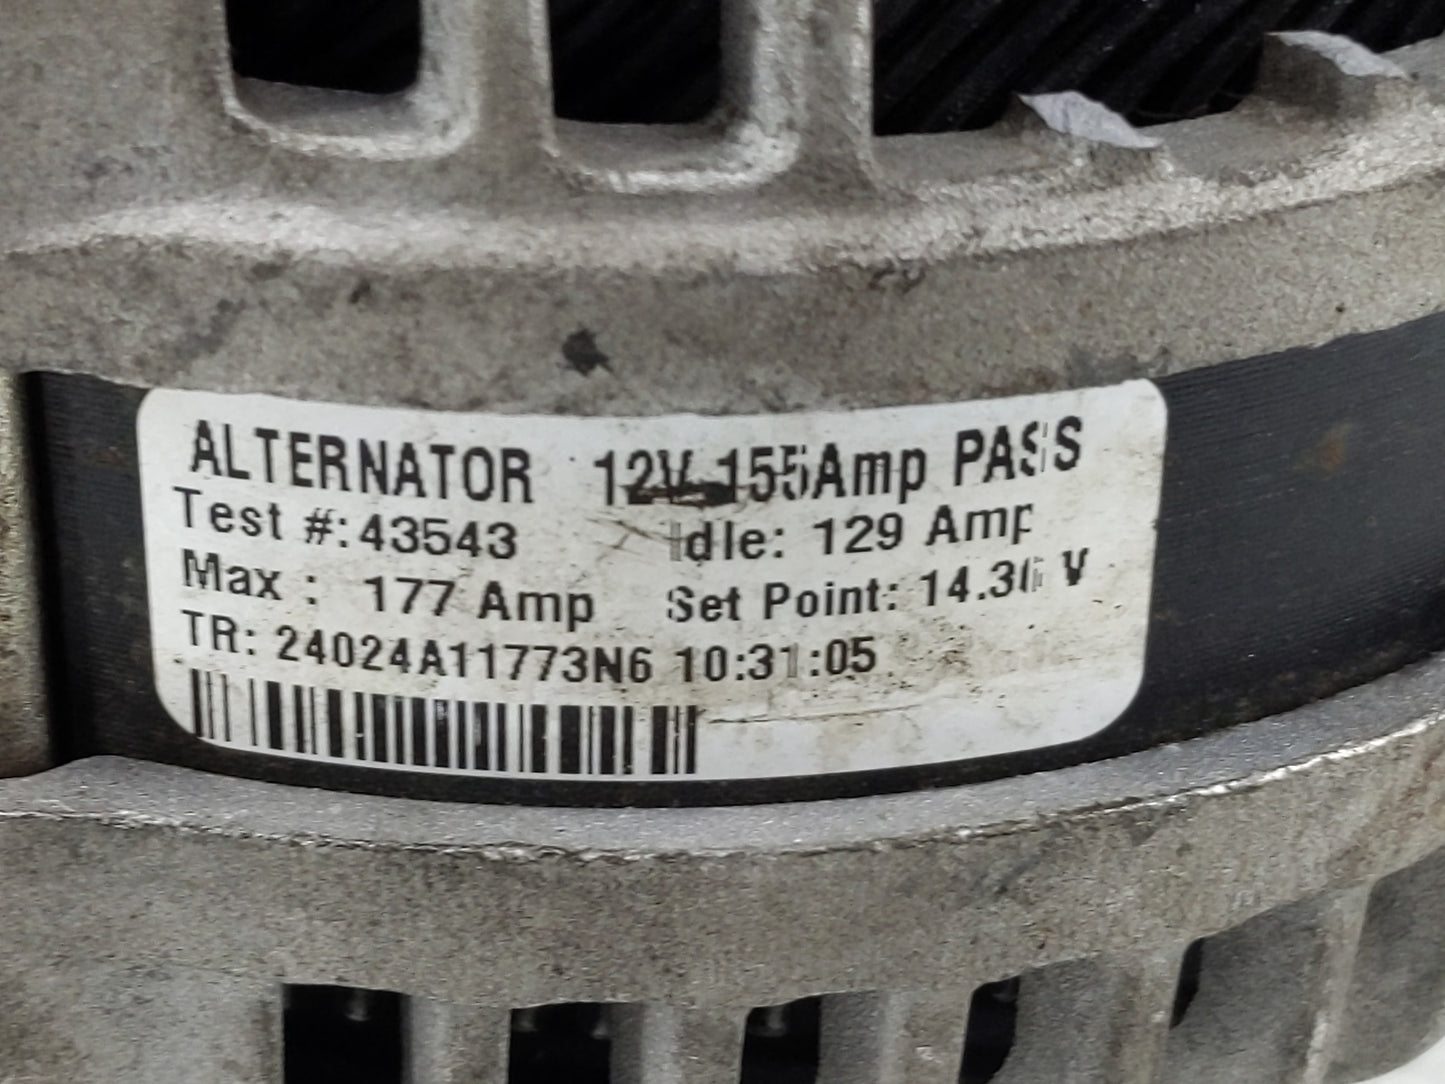 ALTERNATOR 12V 155Amp PASS
Test #:43543 Idle: 129 Amp
Max : 177 Amp Set Point: 14.36 V
TR: 24024A11773N6 10:31:05